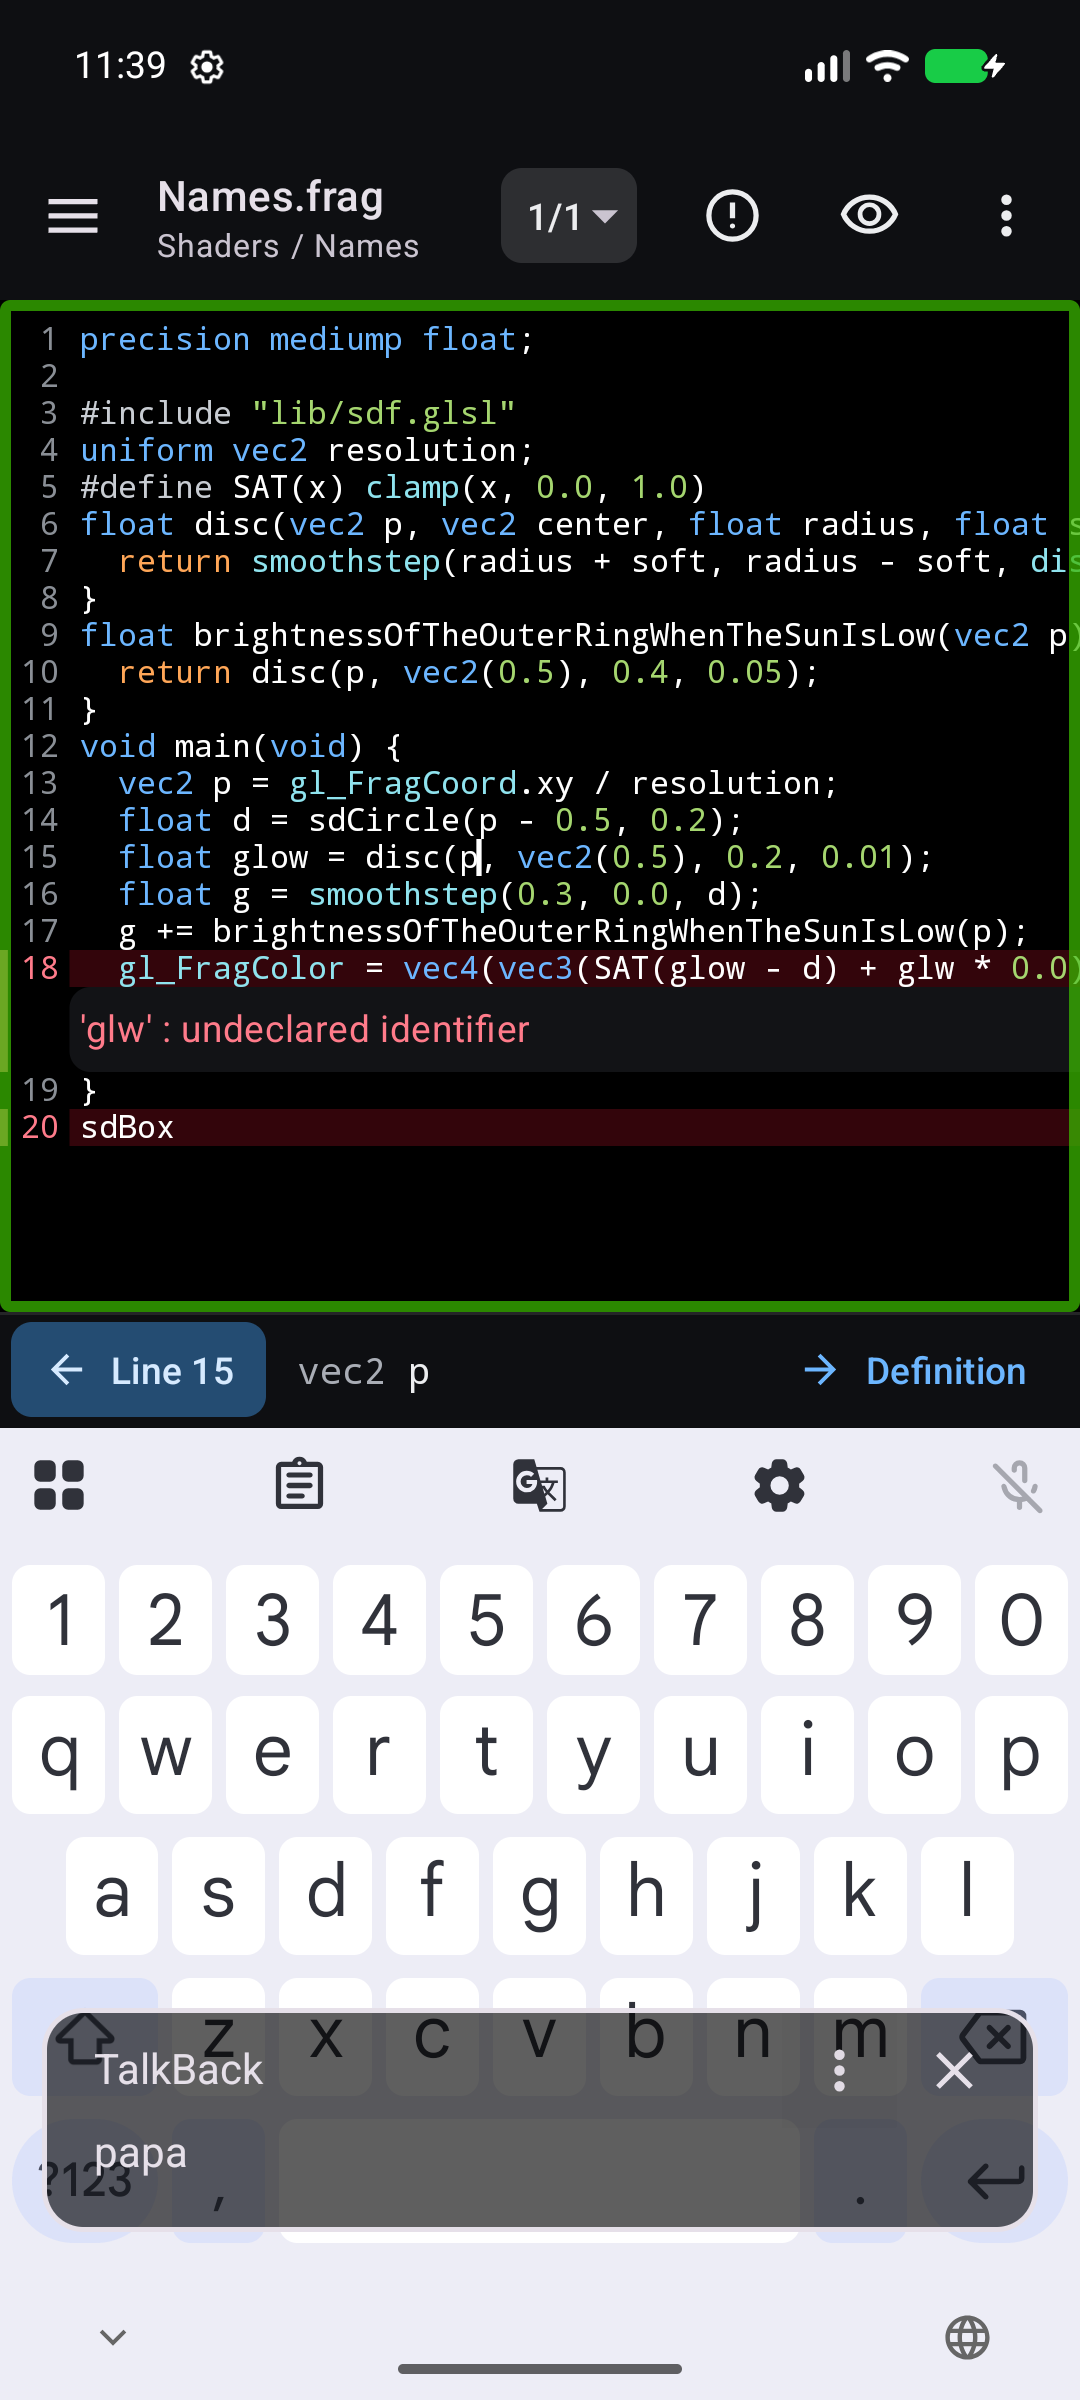 11:39
Names.frag
Shaders / Names
1/1
1 precision mediump float;
2
3 #include "lib/sdf.glsl"
4 uniform vec2 resolution;
5 #define SAT(x) clamp(x, 0.0, 1.0)
6 float disc(vec2 p, vec2 center, float radius, float s
7   return smoothstep(radius + soft, radius - soft, dis
8 }
9 float brightnessOfTheOuterRingWhenTheSunIsLow(vec2 p)
10   return disc(p, vec2(0.5), 0.4, 0.05);
11 }
12 void main(void) {
13   vec2 p = gl_FragCoord.xy / resolution;
14   float d = sdCircle(p - 0.5, 0.2);
15   float glow = disc(p, vec2(0.5), 0.2, 0.01);
16   float g = smoothstep(0.3, 0.0, d);
17   g += brightnessOfTheOuterRingWhenTheSunIsLow(p);
18   gl_FragColor = vec4(vec3(SAT(glow - d) + glw * 0.0)
'glw' : undeclared identifier
19 }
20 sdBox
← Line 15 vec2 p → Definition
1 2 3 4 5 6 7 8 9 0
q w e r t y u i o p
a s d f g h j k l
z x c v b n m
TalkBack
papa
?123 , .